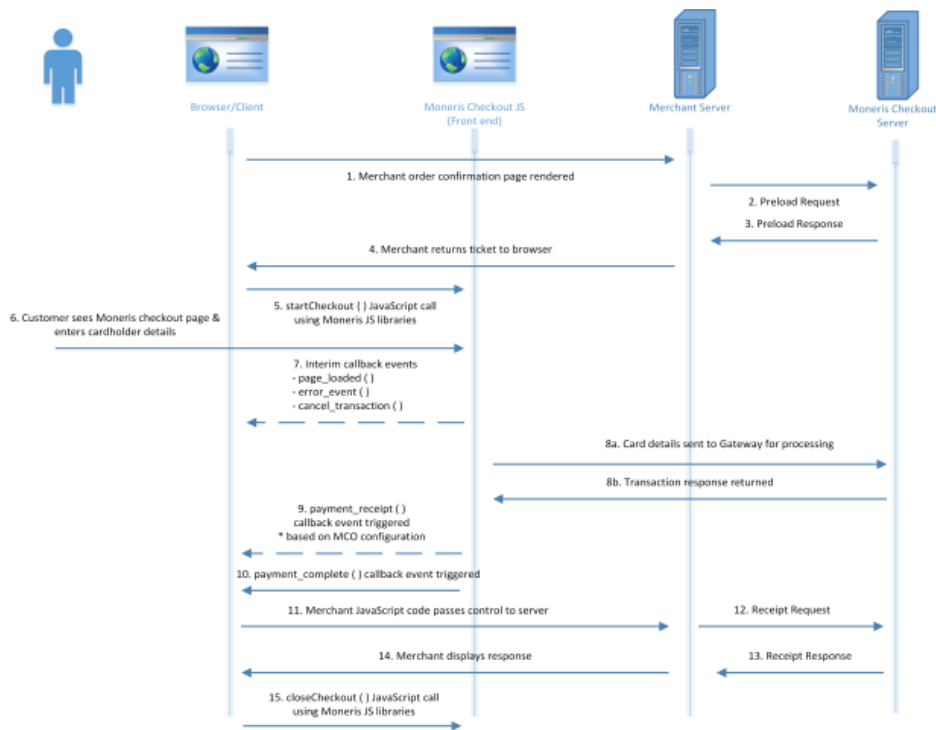 Browser/Client
Moneris Checkout JS
(Front end)
Merchant Server
Moneris Checkout
Server
1. Merchant order confirmation page rendered
2. Preload Request
3. Preload Response
4. Merchant returns ticket to browser
5. startCheckout ( ) JavaScript call
using Moneris JS libraries
6. Customer sees Moneris checkout page &
enters cardholder details
7. Interim callback events
- page_loaded ( )
- error_event ( )
- cancel_transaction ( )
8a. Card details sent to Gateway for processing
8b. Transaction response returned
9. payment_receipt ( )
callback event triggered
* based on MCO configuration
10. payment_complete ( ) callback event triggered
11. Merchant JavaScript code passes control to server
12. Receipt Request
13. Receipt Response
14. Merchant displays response
15. closeCheckout ( ) JavaScript call
using Moneris JS libraries